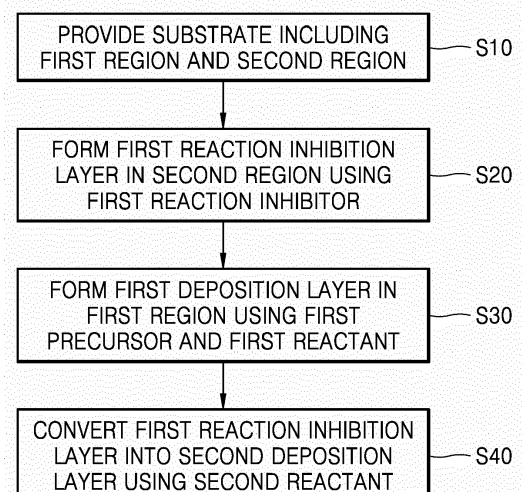 PROVIDE SUBSTRATE INCLUDING
FIRST REGION AND SECOND REGION
S10
FORM FIRST REACTION INHIBITION
LAYER IN SECOND REGION USING
FIRST REACTION INHIBITOR
S20
FORM FIRST DEPOSITION LAYER IN
FIRST REGION USING FIRST
PRECURSOR AND FIRST REACTANT
S30
CONVERT FIRST REACTION INHIBITION
LAYER INTO SECOND DEPOSITION
LAYER USING SECOND REACTANT
S40